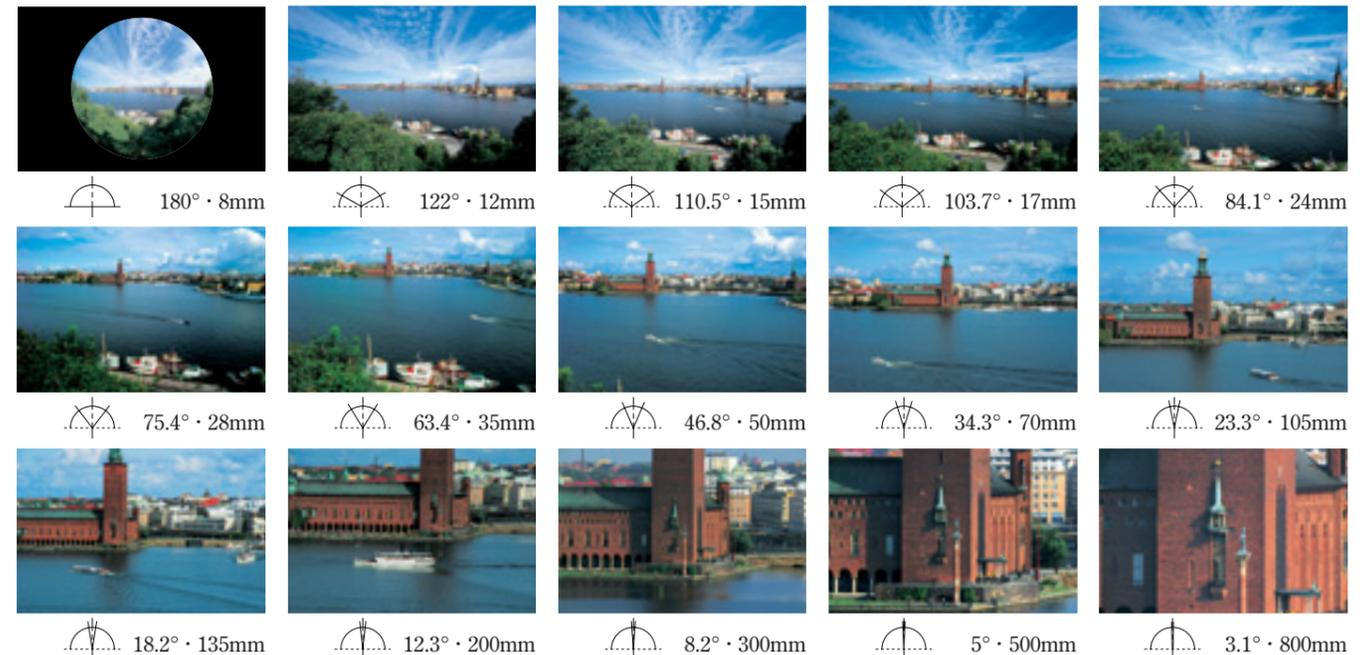 180° · 8mm
122° · 12mm
110.5° · 15mm
103.7° · 17mm
84.1° · 24mm
75.4° · 28mm
63.4° · 35mm
46.8° · 50mm
34.3° · 70mm
23.3° · 105mm
18.2° · 135mm
12.3° · 200mm
8.2° · 300mm
5° · 500mm
3.1° · 800mm